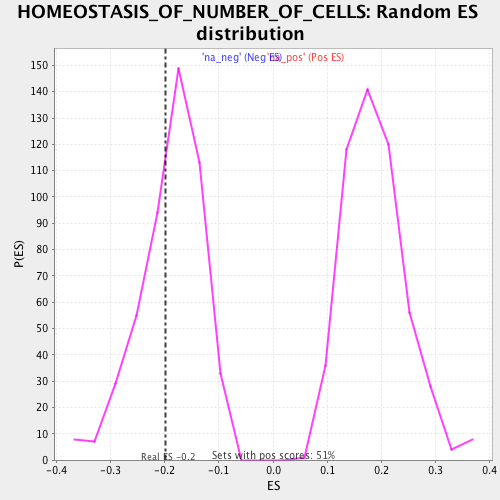 HOMEOSTASIS_OF_NUMBER_OF_CELLS: Random ES
distribution
'na_neg' (Neg ES) 'na_pos' (Pos ES)
150
140
130
120
110
100
90
80
70
60
50
40
30
20
10
0
P(ES)
Real ES -0.2 Sets with pos scores: 51%
-0.4 -0.3 -0.2 -0.1 0.0 0.1 0.2 0.3 0.4
ES